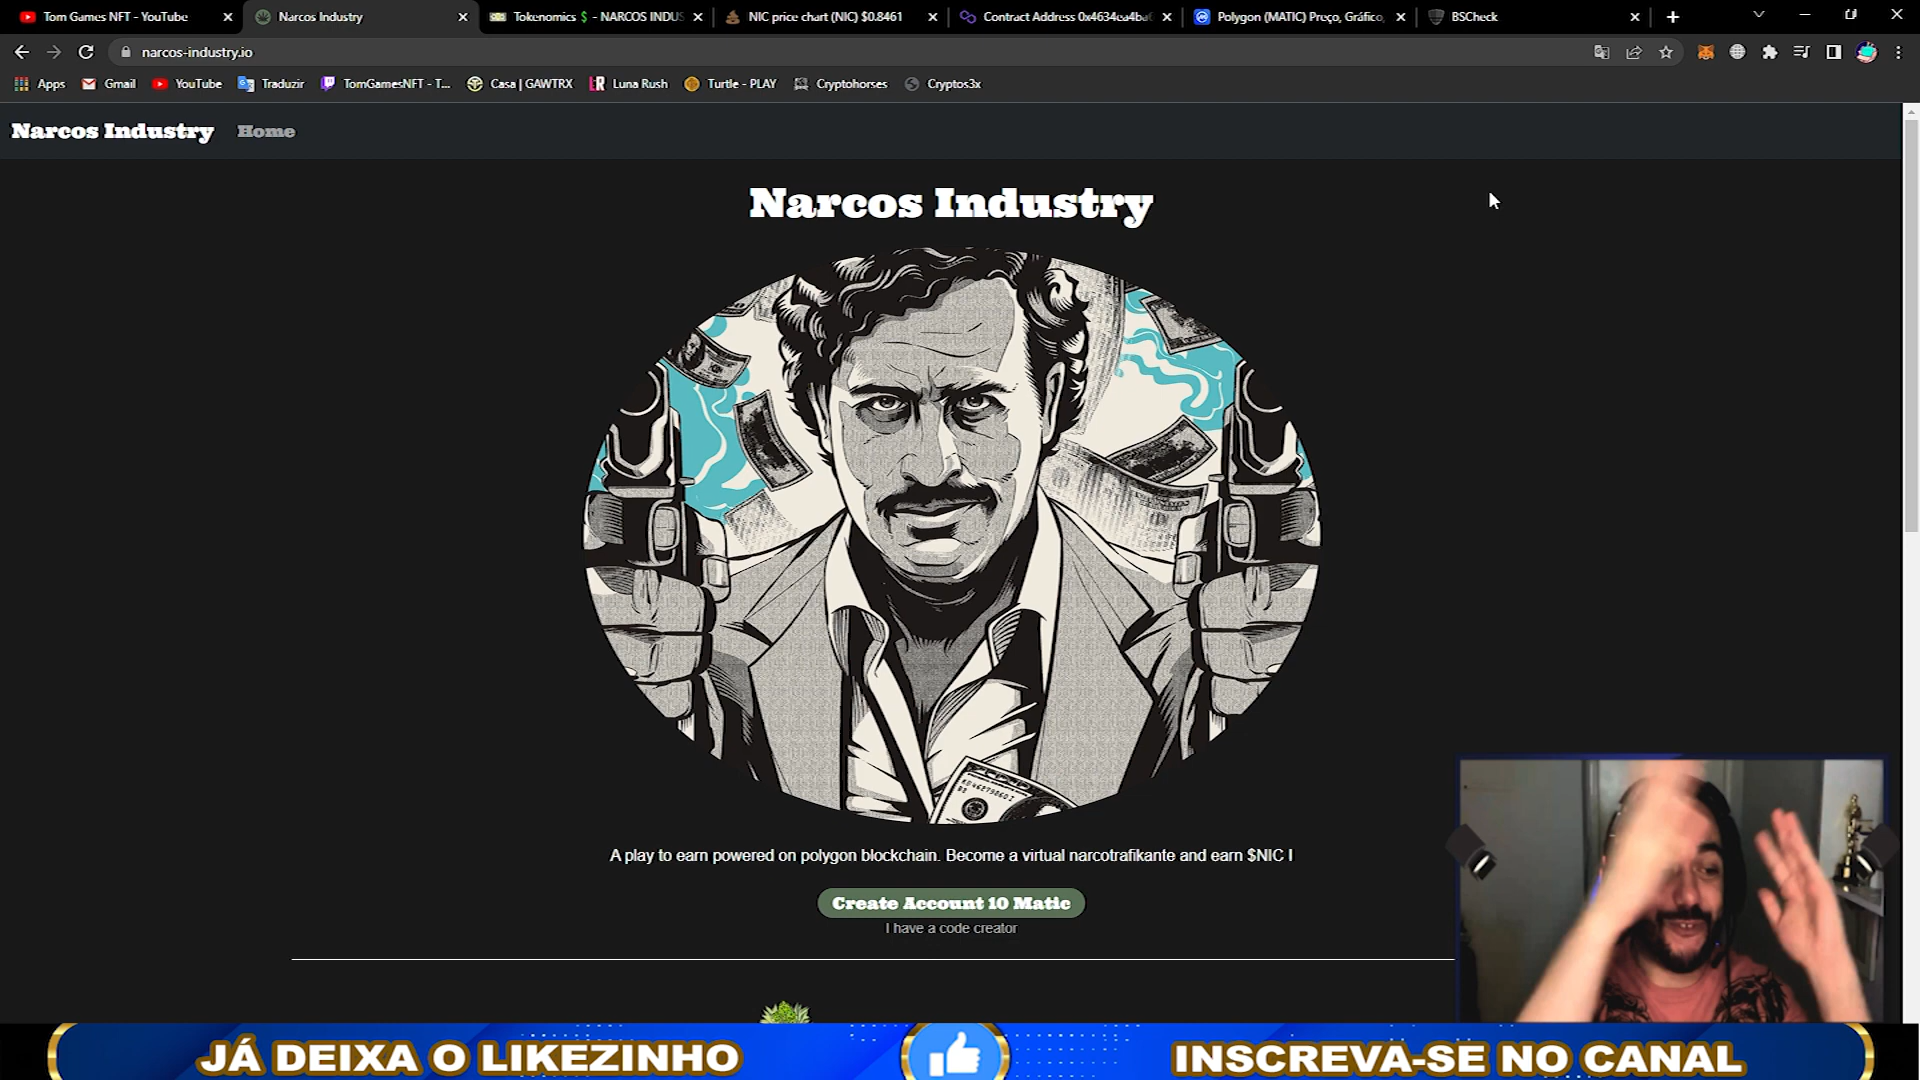 Tom Games NFT - YouTube
Narcos Industry
Tokenomics $ - NARCOS INDUS
NIC price chart (NIC) $0.8461
Contract Address 0x4634ea4ba
Polygon (MATIC) Preço, Gráfico,
BSCheck
narcos-industry.io
Apps
Gmail
YouTube
Traduzir
TomGamesNFT - T...
Casa | GAWTRX
Luna Rush
Turtle - PLAY
Cryptohorses
Cryptos3x
Narcos Industry
Home
Narcos Industry
A play to earn powered on polygon blockchain. Become a virtual narcotrafikante and earn $NIC I
Create Account 10 Matic
I have a code creator
JÁ DEIXA O LIKEZINHO
INSCREVA-SE NO CANAL